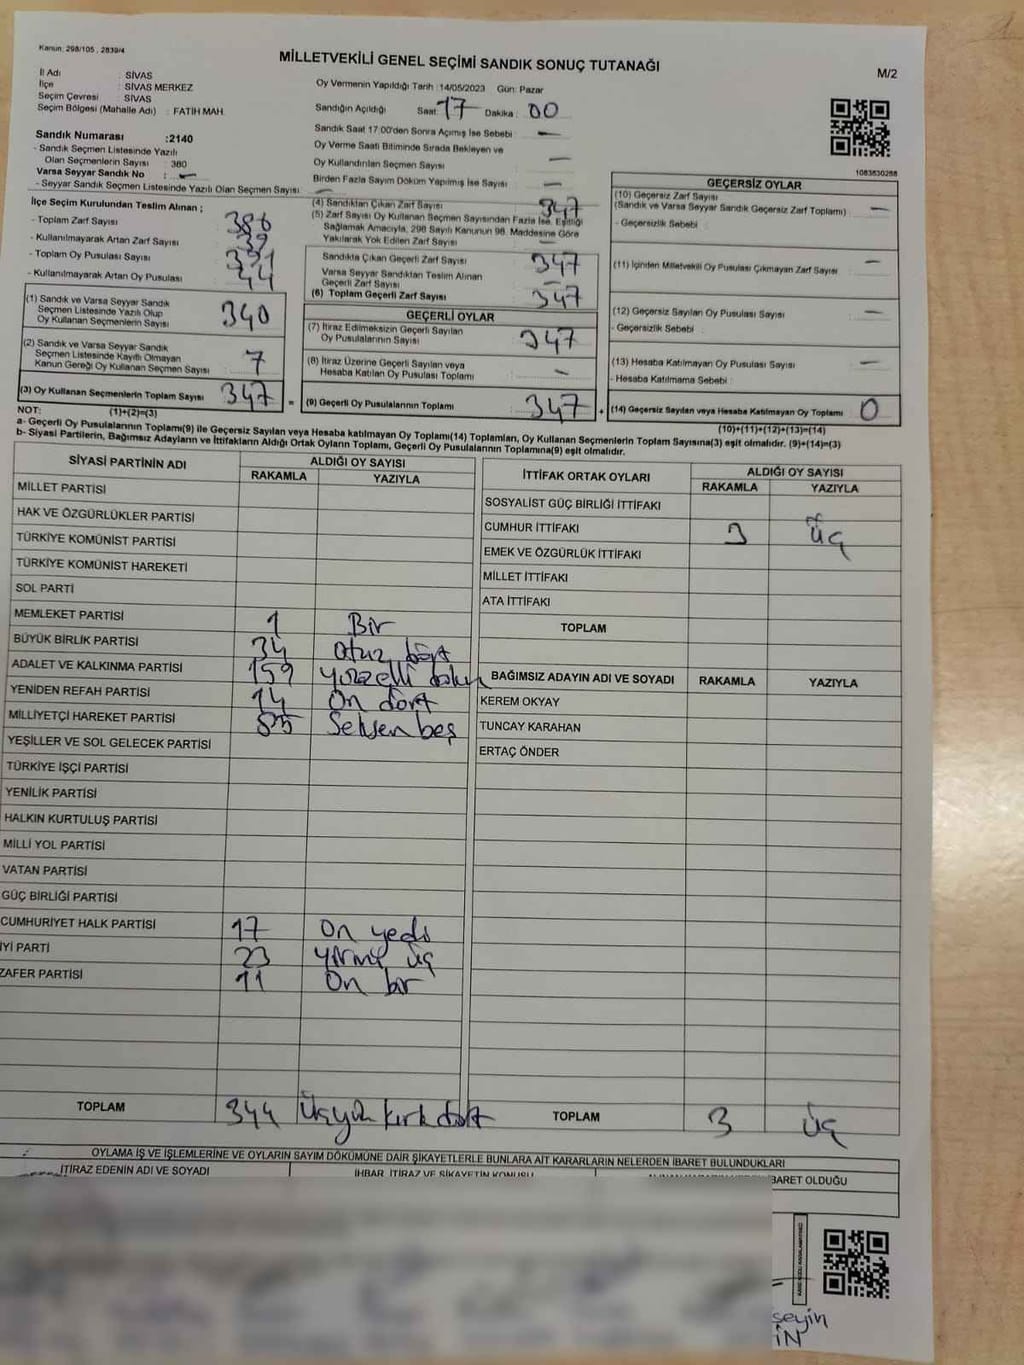 Kanun: 298/105 , 2839/4
MİLLETVEKİLİ GENEL SEÇİMİ SANDIK SONUÇ TUTANAĞI
M/2
İl Adı : SİVAS
İlçe : SİVAS MERKEZ
Seçim Çevresi : SİVAS
Seçim Bölgesi (Mahalle Adı) : FATİH MAH.
Sandık Numarası :2140
- Sandık Seçmen Listesinde Yazılı
Olan Seçmenlerin Sayısı : 380
Varsa Seyyar Sandık No :
- Seyyar Sandık Seçmen Listesinde Yazılı Olan Seçmen Sayısı :
Oy Vermenin Yapıldığı Tarih :14/05/2023 Gün: Pazar
Sandığın Açıldığı Saat: 17 Dakika : 00
Sandık Saat 17:00'den Sonra Açımış İse Sebebi : —
Oy Verme Saati Bitiminde Sırada Bekleyen ve
Oy Kullandırılan Seçmen Sayısı —
Birden Fazla Sayım Döküm Yapılmış İse Sayısı : —
İlçe Seçim Kurulundan Teslim Alınan ;
- Toplam Zarf Sayısı : 386
- Kullanılmayarak Artan Zarf Sayısı : 39
- Toplam Oy Pusulası Sayısı : 391
- Kullanılmayarak Artan Oy Pusulası : 44
(1) Sandık ve Varsa Seyyar Sandık
Seçmen Listesinde Yazılı Olup
Oy Kullanan Seçmenlerin Sayısı : 340
(2) Sandık ve Varsa Seyyar Sandık
Seçmen Listesinde Kayıtlı Olmayan
Kanun Gereği Oy Kullanan Seçmen Sayısı : 7
(3) Oy Kullanan Seçmenlerin Toplam Sayısı 347
(4) Sandıktan Çıkan Zarf Sayısı : 347
(5) Zarf Sayısı Oy Kullanan Seçmen Sayısından Fazla İse, Eşitliği
Sağlamak Amacıyla, 298 Sayılı Kanunun 98. Maddesine Göre
Yakılarak Yok Edilen Zarf Sayısı : —
Sandıkta Çıkan Geçerli Zarf Sayısı : 347
Varsa Seyyar Sandıktan Teslim Alınan
Geçerli Zarf Sayısı : —
(6) Toplam Geçerli Zarf Sayısı : 347
GEÇERLİ OYLAR
(7) İtiraz Edilmeksizin Geçerli Sayılan
Oy Pusulalarının Sayısı : 347
(8) İtiraz Üzerine Geçerli Sayılan veya
Hesaba Katılan Oy Pusulası Toplamı : —
= (9) Geçerli Oy Pusulalarının Toplamı : 347
1083830288
GEÇERSİZ OYLAR
(10) Geçersiz Zarf Sayısı
(Sandık ve Varsa Seyyar Sandık Geçersiz Zarf Toplamı) : —
- Geçersizlik Sebebi :
(11) İçinden Milletvekili Oy Pusulası Çıkmayan Zarf Sayısı : —
(12) Geçersiz Sayılan Oy Pusulası Sayısı : —
- Geçersizlik Sebebi :
(13) Hesaba Katılmayan Oy Pusulası Sayısı : —
- Hesaba Katılmama Sebebi :
+ (14) Geçersiz Sayılan veya Hesaba Katılmayan Oy Toplamı : 0
NOT: (1)+(2)=(3)
(10)+(11)+(12)+(13)=(14)
a- Geçerli Oy Pusulalarının Toplamı(9) ile Geçersiz Sayılan veya Hesaba katılmayan Oy Toplamı(14) Toplamları, Oy Kullanan Seçmenlerin Toplam Sayısına(3) eşit olmalıdır. (9)+(14)=(3)
b- Siyasi Partilerin, Bağımsız Adayların ve İttifakların Aldığı Ortak Oyların Toplamı, Geçerli Oy Pusulalarının Toplamına(9) eşit olmalıdır.
SİYASİ PARTİNİN ADI
ALDIĞI OY SAYISI
RAKAMLA YAZIYLA
MİLLET PARTİSİ
HAK VE ÖZGÜRLÜKLER PARTİSİ
TÜRKİYE KOMÜNİST PARTİSİ
TÜRKİYE KOMÜNİST HAREKETİ
SOL PARTİ
MEMLEKET PARTİSİ 1 Bir
BÜYÜK BİRLİK PARTİSİ 34 otuz dört
ADALET VE KALKINMA PARTİSİ 159 yüzelli dokuz
YENİDEN REFAH PARTİSİ 14 On dört
MİLLİYETÇİ HAREKET PARTİSİ 85 Seksen beş
YEŞİLLER VE SOL GELECEK PARTİSİ
TÜRKİYE İŞÇİ PARTİSİ
YENİLİK PARTİSİ
HALKIN KURTULUŞ PARTİSİ
MİLLİ YOL PARTİSİ
VATAN PARTİSİ
GÜÇ BİRLİĞİ PARTİSİ
CUMHURİYET HALK PARTİSİ 17 On yedi
İYİ PARTİ 23 yirmi üç
ZAFER PARTİSİ 11 On bir
TOPLAM 344 Üçyüz kırk dört
İTTİFAK ORTAK OYLARI
ALDIĞI OY SAYISI
RAKAMLA YAZIYLA
SOSYALİST GÜÇ BİRLİĞİ İTTİFAKI
CUMHUR İTTİFAKI 3 üç
EMEK VE ÖZGÜRLÜK İTTİFAKI
MİLLET İTTİFAKI
ATA İTTİFAKI
TOPLAM
BAĞIMSIZ ADAYIN ADI VE SOYADI RAKAMLA YAZIYLA
KEREM OKYAY
TUNCAY KARAHAN
ERTAÇ ÖNDER
TOPLAM 3 üç
OYLAMA İŞ VE İŞLEMLERİNE VE OYLARIN SAYIM DÖKÜMÜNE DAİR ŞİKAYETLERLE BUNLARA AİT KARARLARIN NELERDEN İBARET BULUNDUKLARI
İTİRAZ EDENİN ADI VE SOYADI
İHBAR, İTİRAZ VE ŞİKAYETİN KONUSU
BARET OLDUĞU
seyin
İN